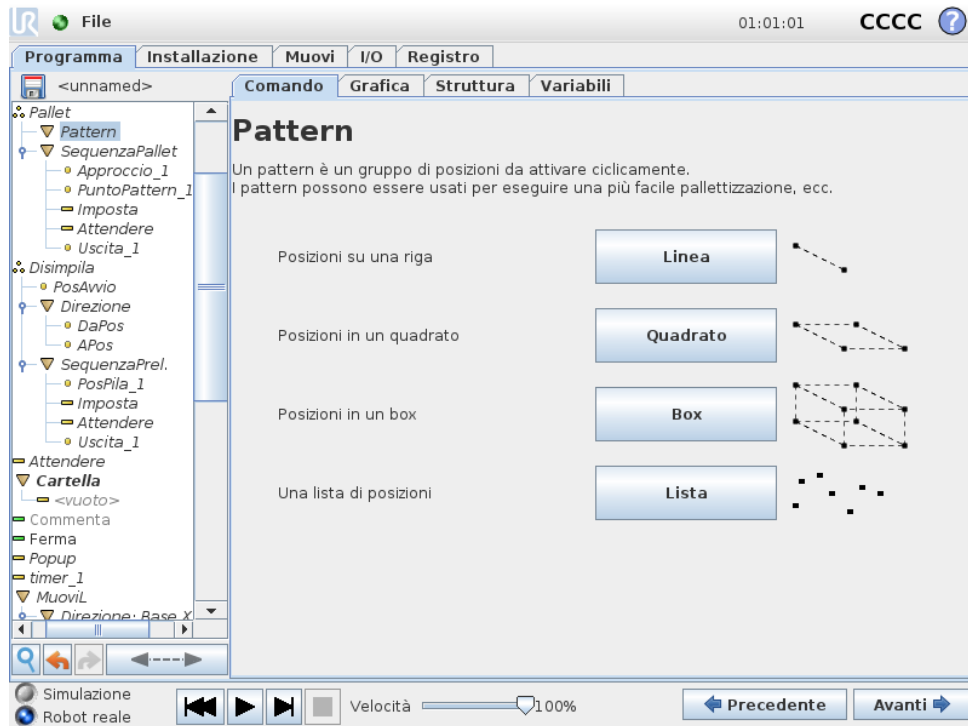 UR File 01:01:01 CCCC ?
Programma Installazione Muovi I/O Registro
<unnamed> Comando Grafica Struttura Variabili
Pallet
Pattern
SequenzaPallet
Approccio_1
PuntoPattern_1
Imposta
Attendere
Uscita_1
Disimpila
PosAvvio
Direzione
DaPos
APos
SequenzaPrel.
PosPila_1
Imposta
Attendere
Uscita_1
Attendere
Cartella
<vuoto>
Commenta
Ferma
Popup
timer_1
MuoviL
Direzione: Base X
Pattern
Un pattern è un gruppo di posizioni da attivare ciclicamente.
I pattern possono essere usati per eseguire una più facile pallettizzazione, ecc.
Posizioni su una riga Linea
Posizioni in un quadrato Quadrato
Posizioni in un box Box
Una lista di posizioni Lista
Simulazione
Robot reale
Velocità 100%
Precedente Avanti